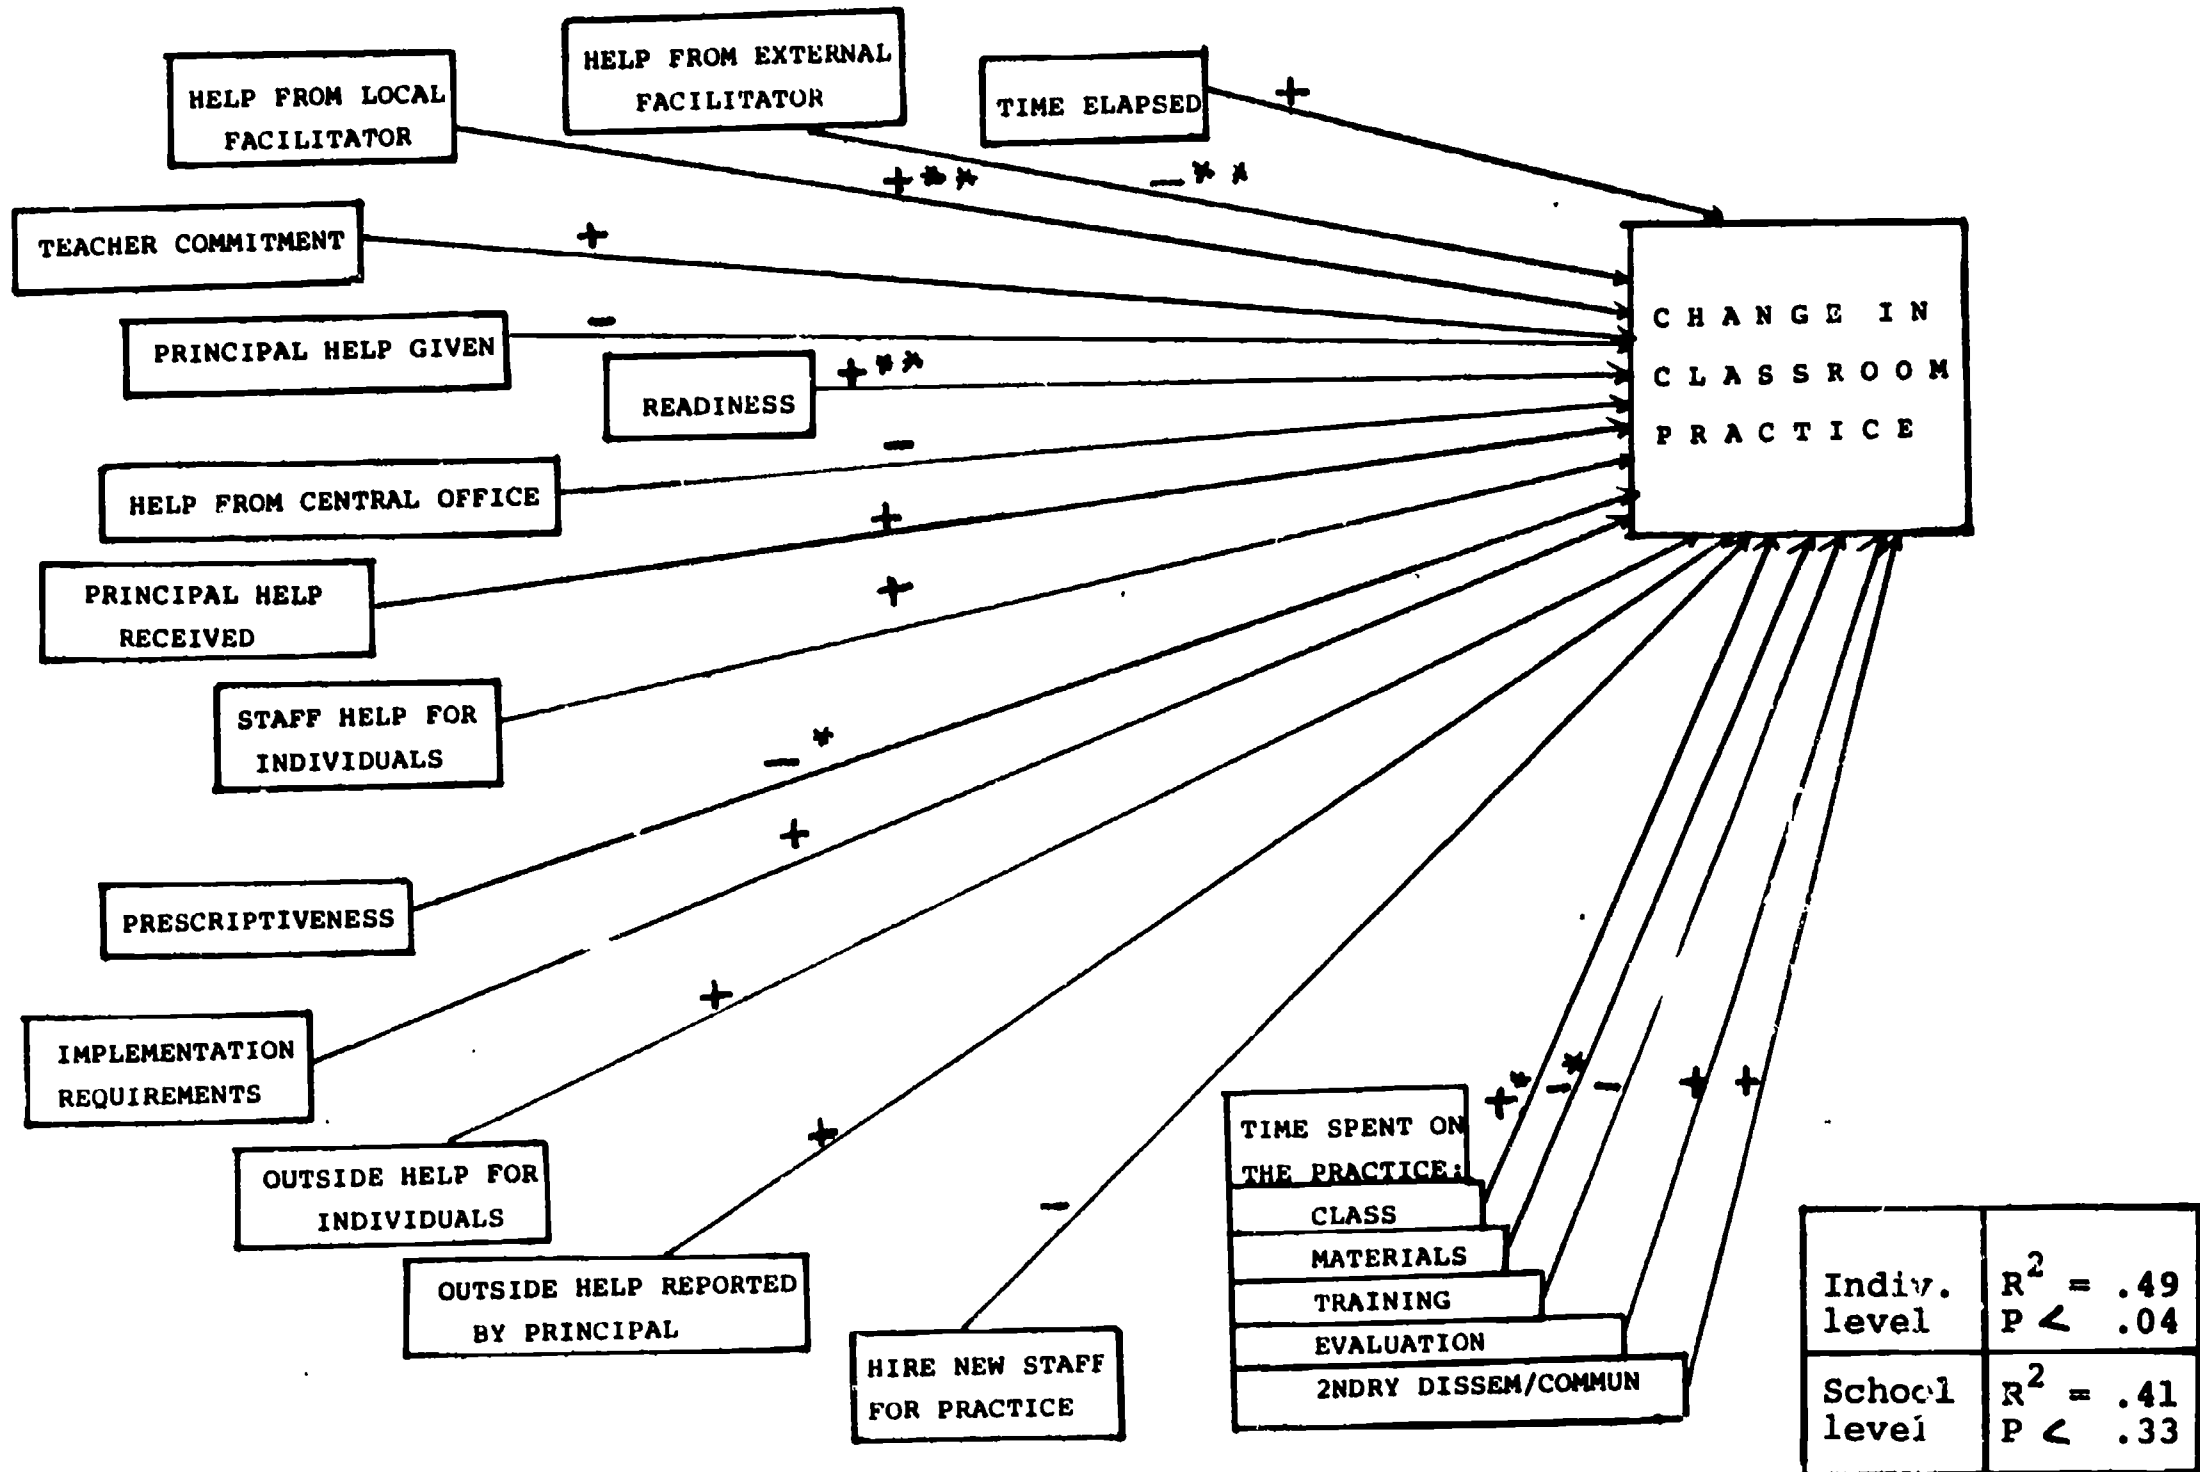 HELP FROM EXTERNAL
FACILITATOR
HELP FROM LOCAL
FACILITATOR
TIME ELAPSED
+
+**
-**
TEACHER COMMITMENT
+
PRINCIPAL HELP GIVEN
-
READINESS
+**
CHANGE IN
CLASSROOM
PRACTICE
HELP FROM CENTRAL OFFICE
-
PRINCIPAL HELP
RECEIVED
+
STAFF HELP FOR
INDIVIDUALS
+
PRESCRIPTIVENESS
-*
IMPLEMENTATION
REQUIREMENTS
+
OUTSIDE HELP FOR
INDIVIDUALS
+
OUTSIDE HELP REPORTED
BY PRINCIPAL
+
HIRE NEW STAFF
FOR PRACTICE
-
TIME SPENT ON
THE PRACTICE:
CLASS
MATERIALS
TRAINING
EVALUATION
2NDRY DISSEM/COMMUN
+* -* - + +
Indiv. R² = .49
level P < .04
School R² = .41
level P < .33